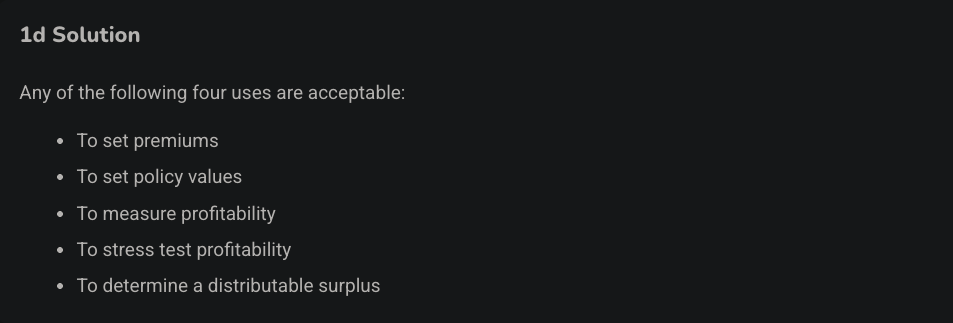 1d Solution
Any of the following four uses are acceptable:
• To set premiums
• To set policy values
• To measure profitability
• To stress test profitability
• To determine a distributable surplus